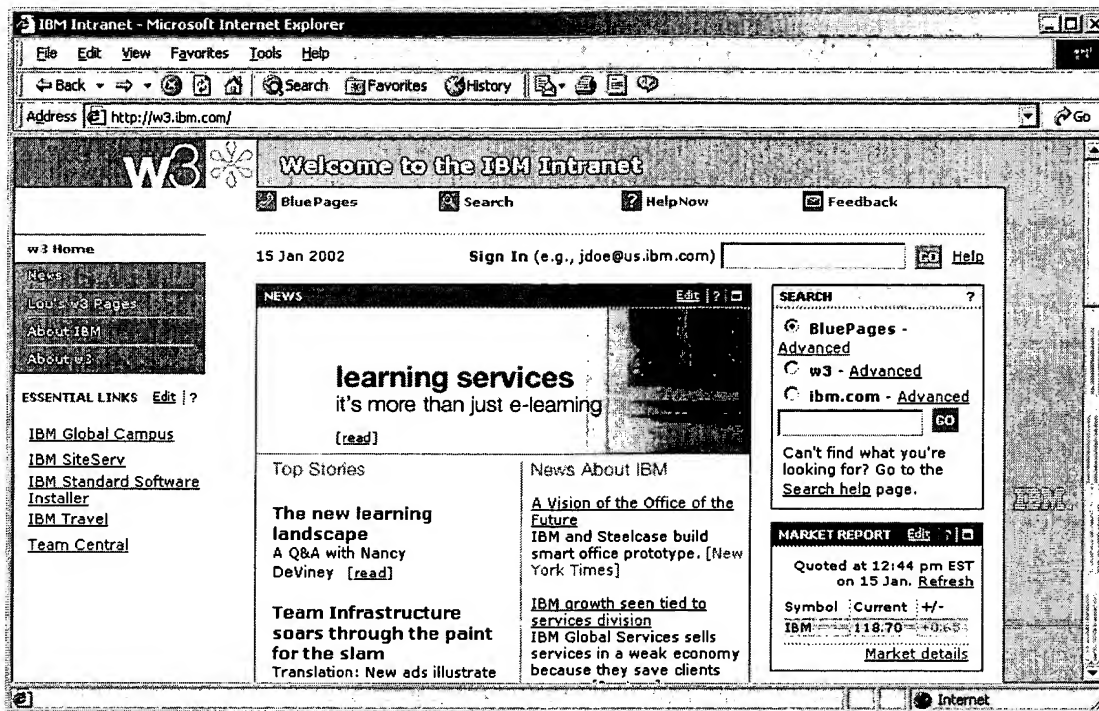 IBM Intranet - Microsoft Internet Explorer
File Edit View Favorites Tools Help
Back Search Favorites History
Address http://w3.ibm.com/ Go
w3 Welcome to the IBM Intranet
BluePages Search HelpNow Feedback
w3 Home
News
Lou's w3 Pages
About IBM
About w3
ESSENTIAL LINKS Edit | ?
IBM Global Campus
IBM SiteServ
IBM Standard Software
Installer
IBM Travel
Team Central
15 Jan 2002 Sign In (e.g., jdoe@us.ibm.com) GO Help
NEWS Edit | ?
learning services
it's more than just e-learning
[read]
Top Stories
The new learning
landscape
A Q&A with Nancy
DeViney [read]
Team Infrastructure
soars through the paint
for the slam
Translation: New ads illustrate
News About IBM
A Vision of the Office of the
Future
IBM and Steelcase build
smart office prototype. [New
York Times]
IBM growth seen tied to
services division
IBM Global Services sells
services in a weak economy
because they save clients
SEARCH ?
BluePages -
Advanced
w3 - Advanced
ibm.com - Advanced
GO
Can't find what you're
looking for? Go to the
Search help page.
MARKET REPORT Edit ?
Quoted at 12:44 pm EST
on 15 Jan. Refresh
Symbol Current +/-
IBM 118.70 +0.65
Market details
IBM
Internet